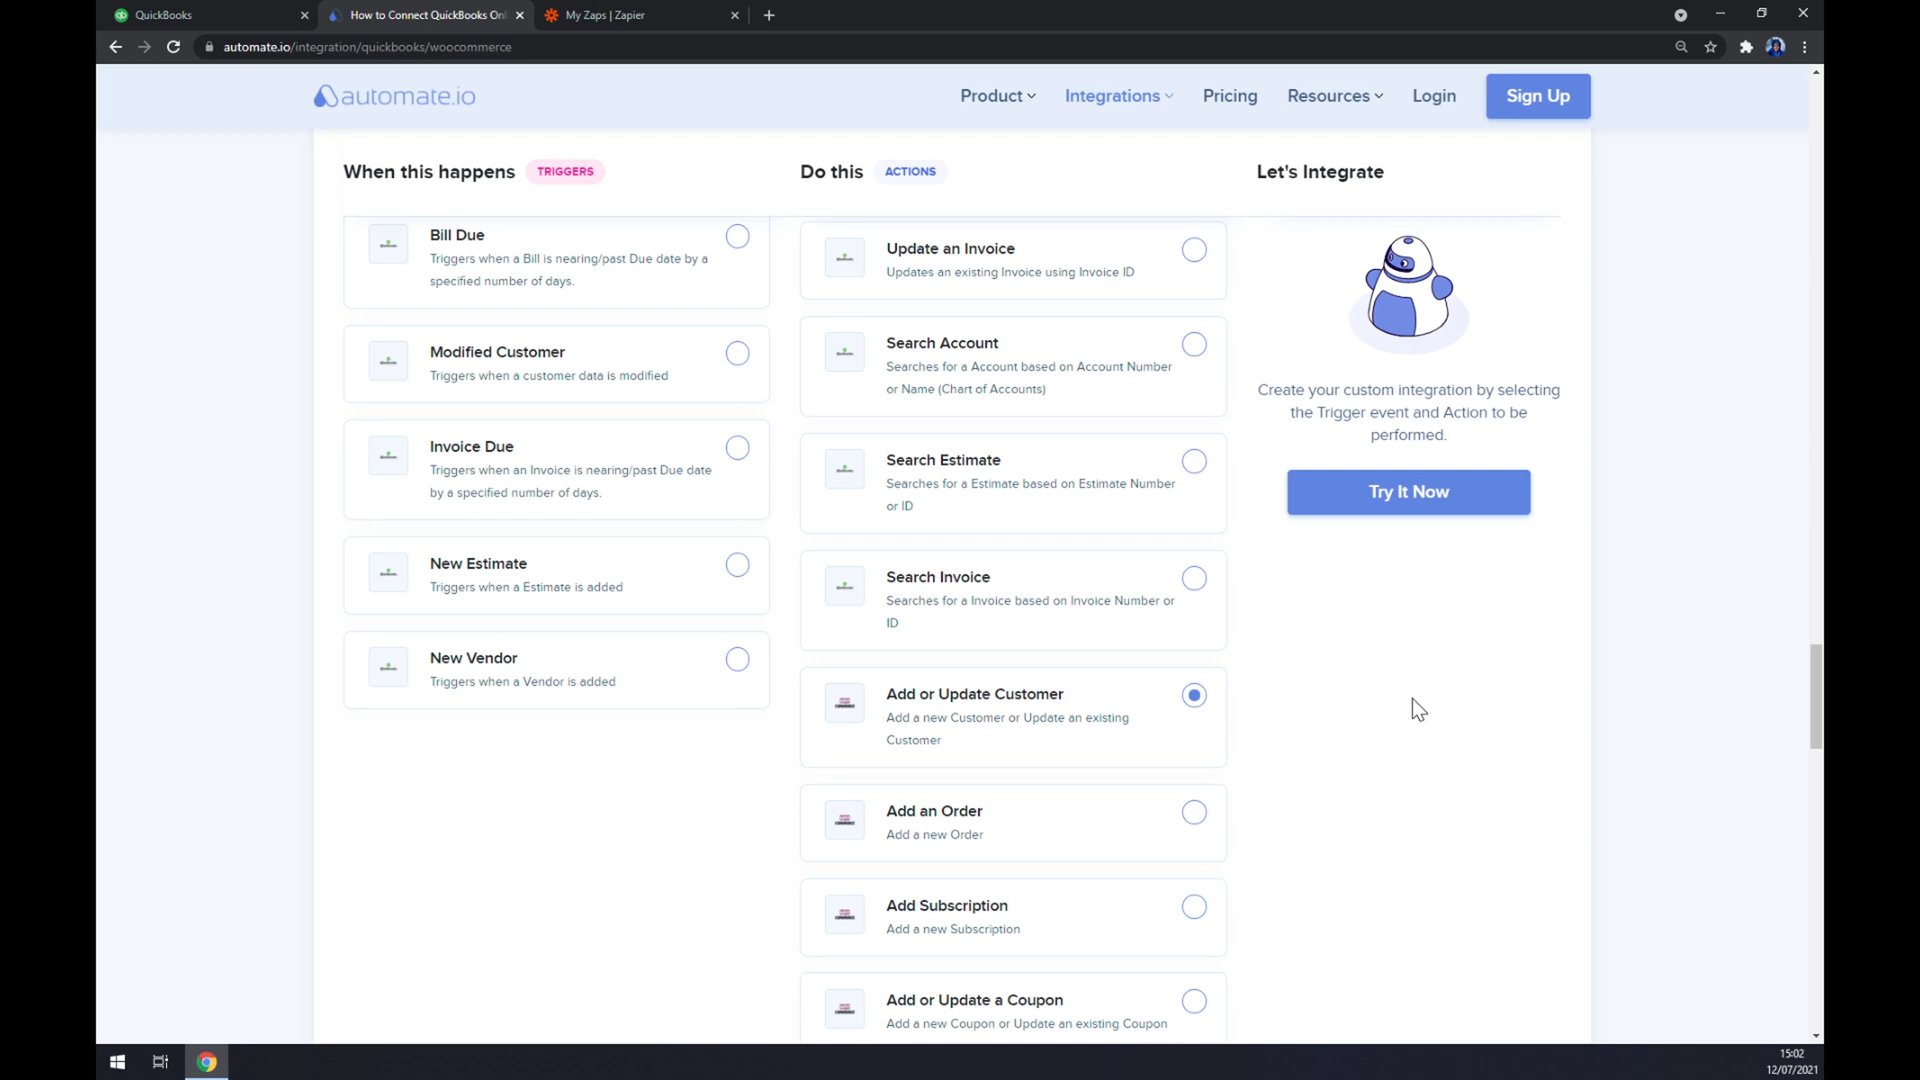 QuickBooks
How to Connect QuickBooks Onl
My Zaps | Zapier
automate.io/integration/quickbooks/woocommerce
automate.io
Product
Integrations
Pricing
Resources
Login
Sign Up
When this happens
TRIGGERS
Do this
ACTIONS
Let's Integrate
Bill Due
Triggers when a Bill is nearing/past Due date by a
specified number of days.
Modified Customer
Triggers when a customer data is modified
Invoice Due
Triggers when an Invoice is nearing/past Due date
by a specified number of days.
New Estimate
Triggers when a Estimate is added
New Vendor
Triggers when a Vendor is added
Update an Invoice
Updates an existing Invoice using Invoice ID
Search Account
Searches for a Account based on Account Number
or Name (Chart of Accounts)
Search Estimate
Searches for a Estimate based on Estimate Number
or ID
Search Invoice
Searches for a Invoice based on Invoice Number or
ID
Add or Update Customer
Add a new Customer or Update an existing
Customer
Add an Order
Add a new Order
Add Subscription
Add a new Subscription
Add or Update a Coupon
Add a new Coupon or Update an existing Coupon
Create your custom integration by selecting
the Trigger event and Action to be
performed.
Try It Now
15:02
12/07/2021